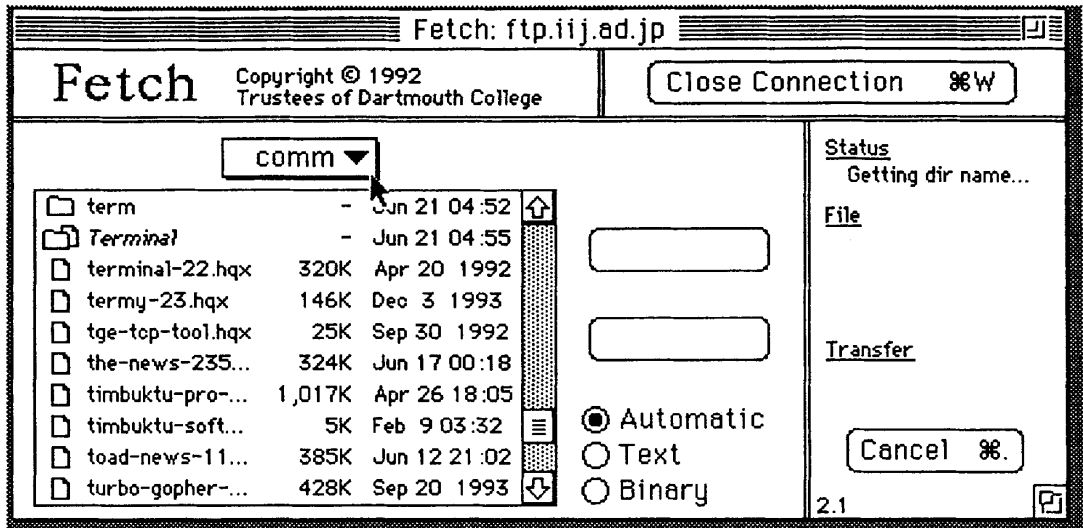 Fetch: ftp.iij.ad.jp
Fetch
Copyright © 1992
Trustees of Dartmouth College
Close Connection ⌘W
comm
term - Jun 21 04:52
Terminal - Jun 21 04:55
terminal-22.hqx 320K Apr 20 1992
termy-23.hqx 146K Dec 3 1993
tge-tcp-tool.hqx 25K Sep 30 1992
the-news-235... 324K Jun 17 00:18
timbuktu-pro-... 1,017K Apr 26 18:05
timbuktu-soft... 5K Feb 9 03:32
toad-news-11... 385K Jun 12 21:02
turbo-gopher-... 428K Sep 20 1993
Automatic
Text
Binary
Status
Getting dir name...
File
Transfer
Cancel ⌘.
2.1